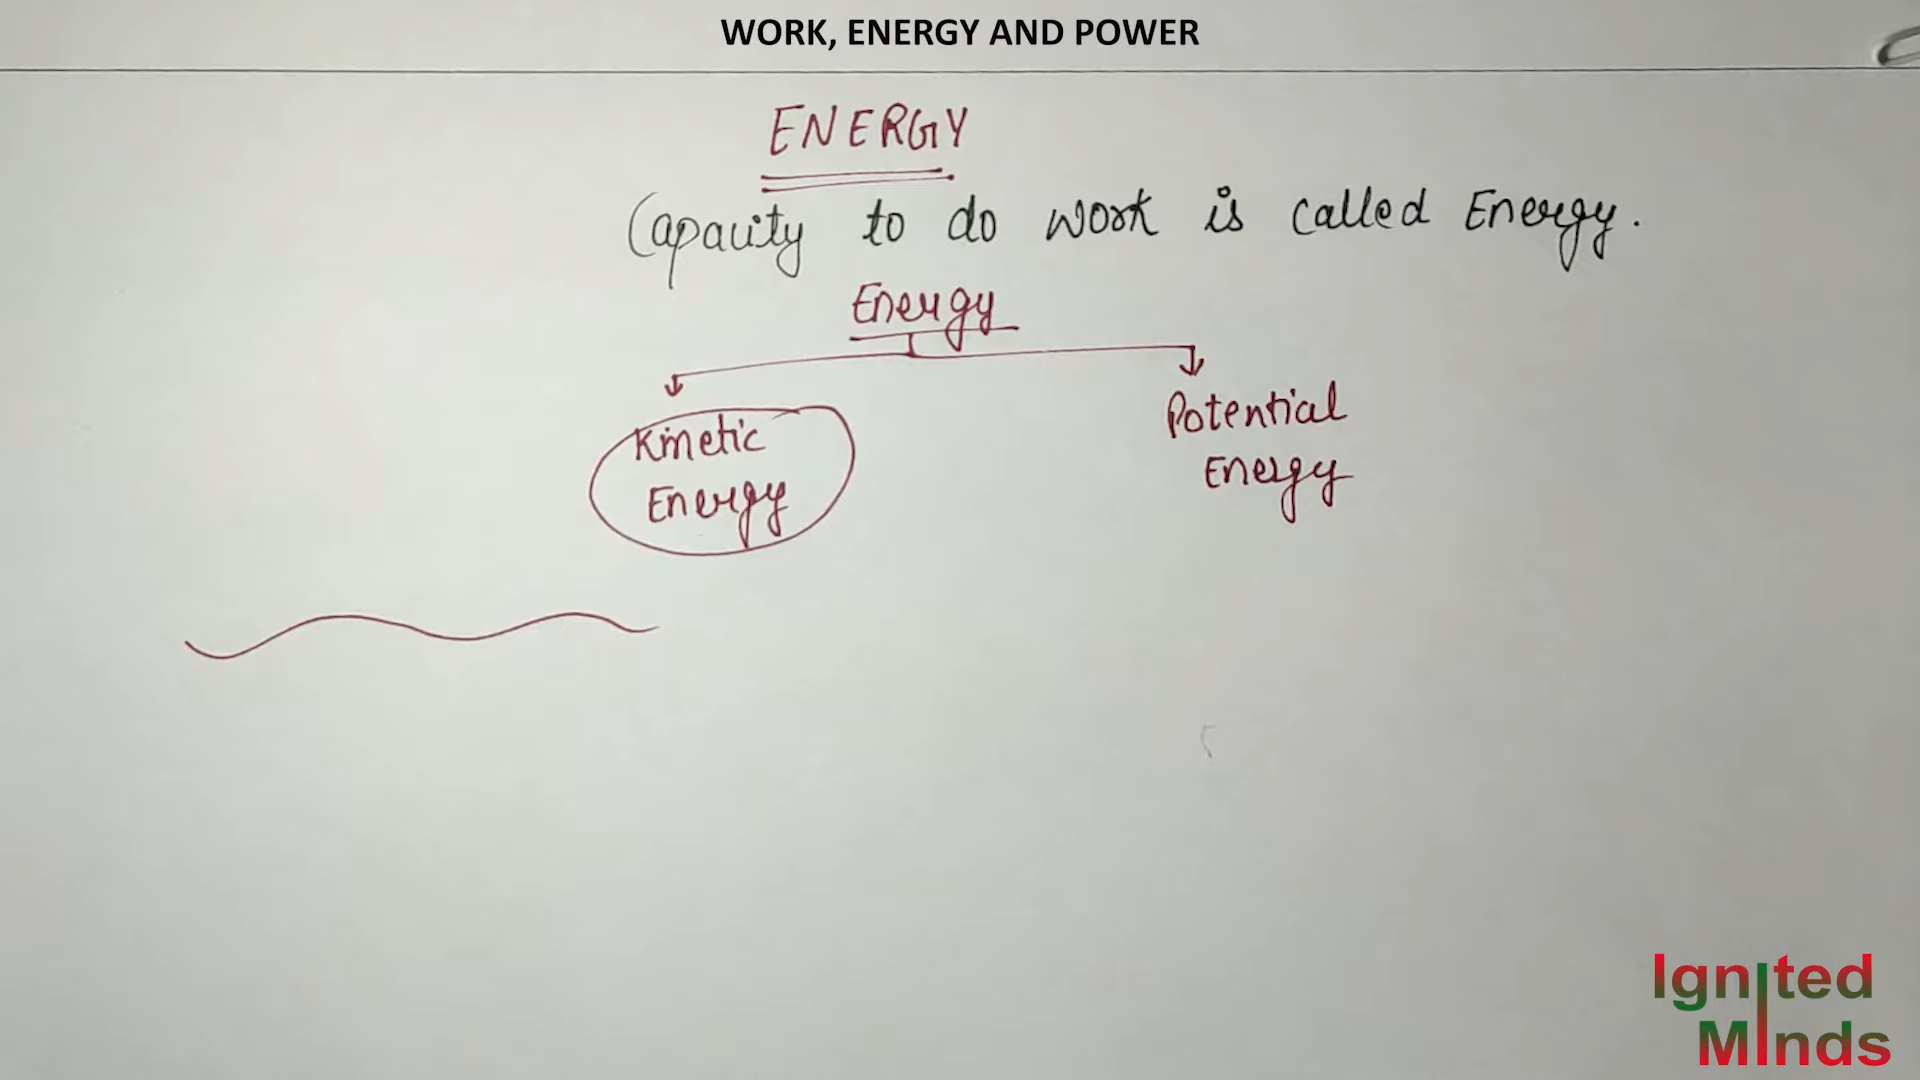 WORK, ENERGY AND POWER
ENERGY
Capacity to do work is called Energy.
Energy
Kinetic
Energy
Potential
Energy
Ignited
Minds